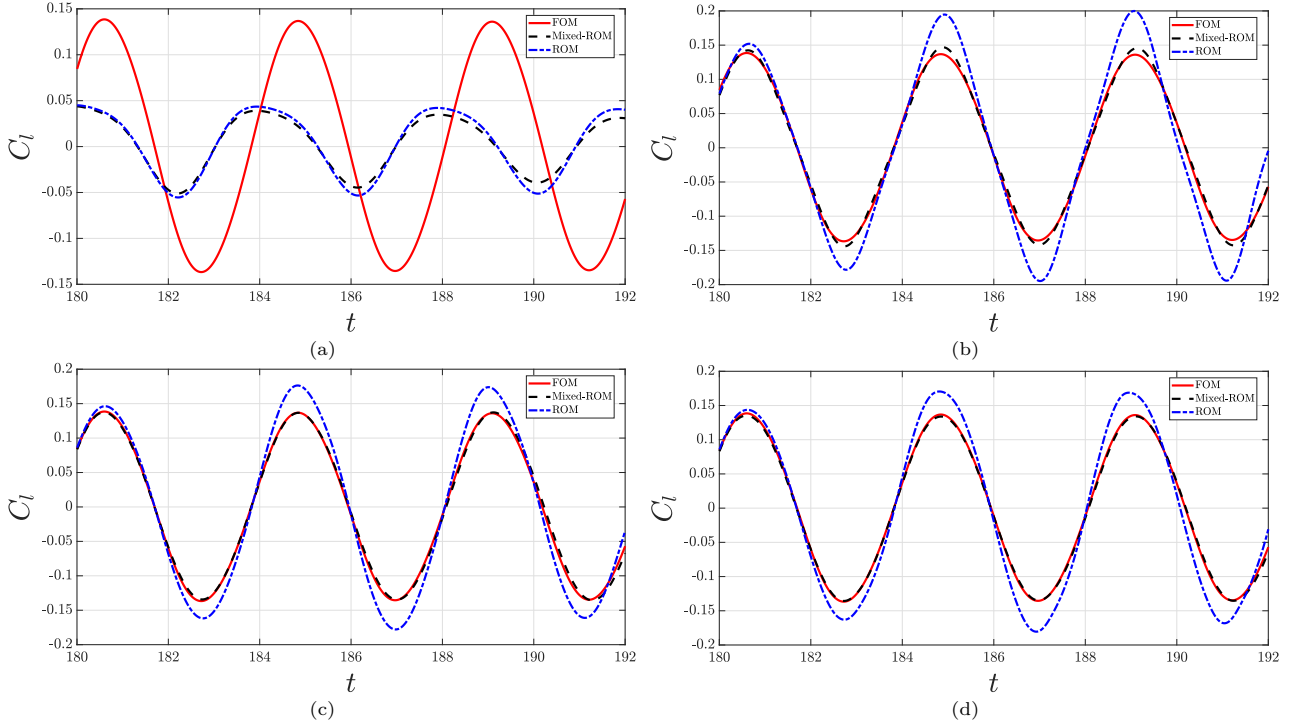 0.15
0.1
0.05
0
-0.05
-0.1
-0.15
C_l
FOM
Mixed-ROM
ROM
180 182 184 186 188 190 192
t
(a)
0.2
0.15
0.1
0.05
0
-0.05
-0.1
-0.15
-0.2
C_l
FOM
Mixed-ROM
ROM
180 182 184 186 188 190 192
t
(b)
0.2
0.15
0.1
0.05
0
-0.05
-0.1
-0.15
-0.2
C_l
FOM
Mixed-ROM
ROM
180 182 184 186 188 190 192
t
(c)
0.2
0.15
0.1
0.05
0
-0.05
-0.1
-0.15
-0.2
C_l
FOM
Mixed-ROM
ROM
180 182 184 186 188 190 192
t
(d)